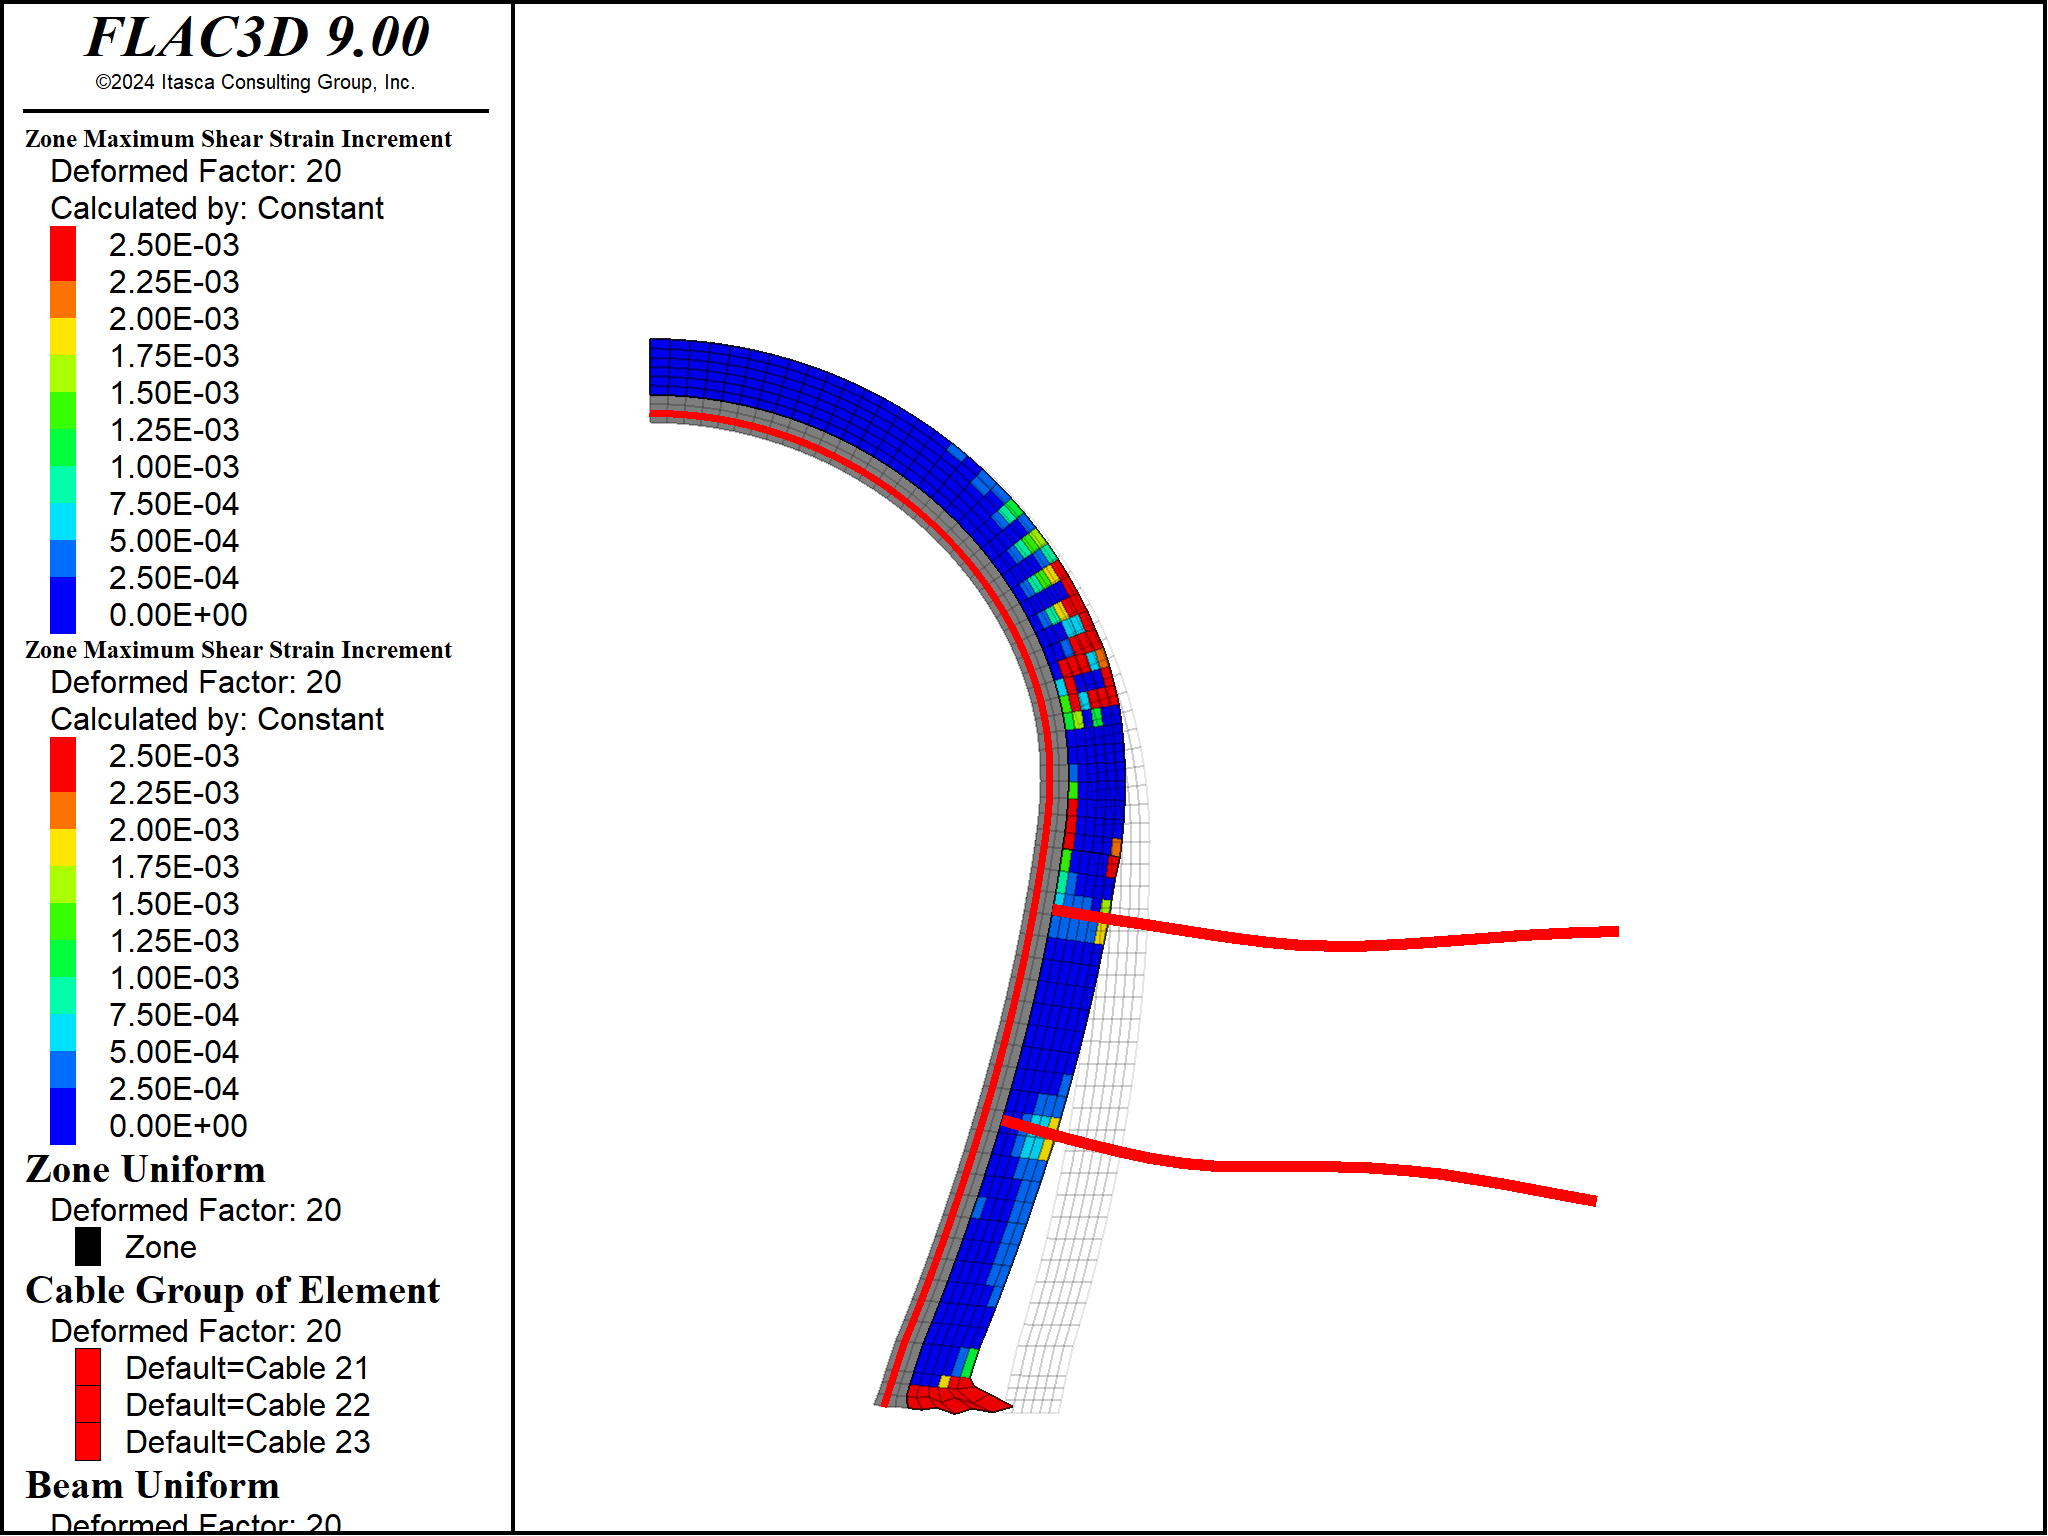 FLAC3D 9.00
©2024 Itasca Consulting Group, Inc.
Zone Maximum Shear Strain Increment
Deformed Factor: 20
Calculated by: Constant
2.50E-03
2.25E-03
2.00E-03
1.75E-03
1.50E-03
1.25E-03
1.00E-03
7.50E-04
5.00E-04
2.50E-04
0.00E+00
Zone Maximum Shear Strain Increment
Deformed Factor: 20
Calculated by: Constant
2.50E-03
2.25E-03
2.00E-03
1.75E-03
1.50E-03
1.25E-03
1.00E-03
7.50E-04
5.00E-04
2.50E-04
0.00E+00
Zone Uniform
Deformed Factor: 20
Zone
Cable Group of Element
Deformed Factor: 20
Default=Cable 21
Default=Cable 22
Default=Cable 23
Beam Uniform
Deformed Factor: 20